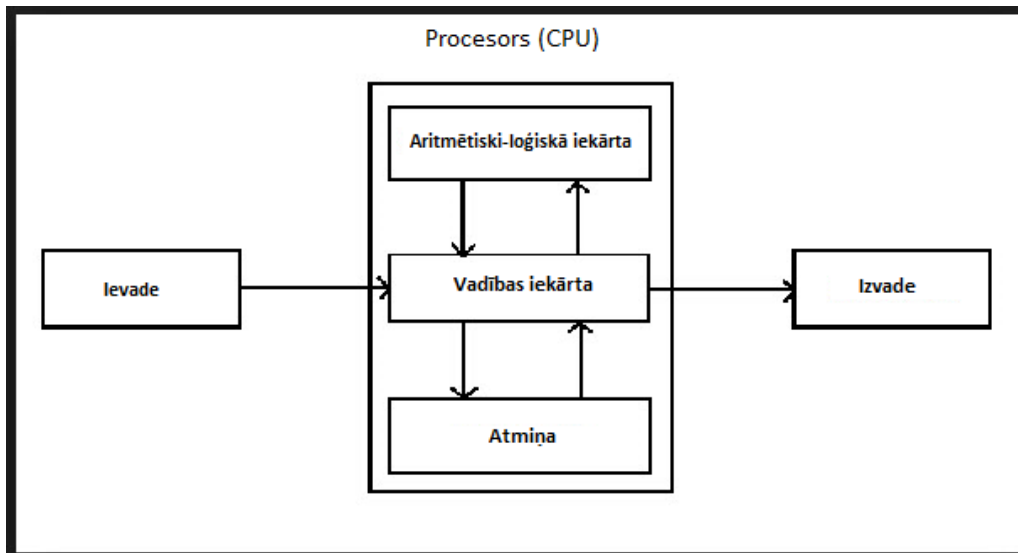 Procesors (CPU)
Aritmētiski-loģiskā iekārta
Ievade
Vadības iekārta
Izvade
Atmiņa